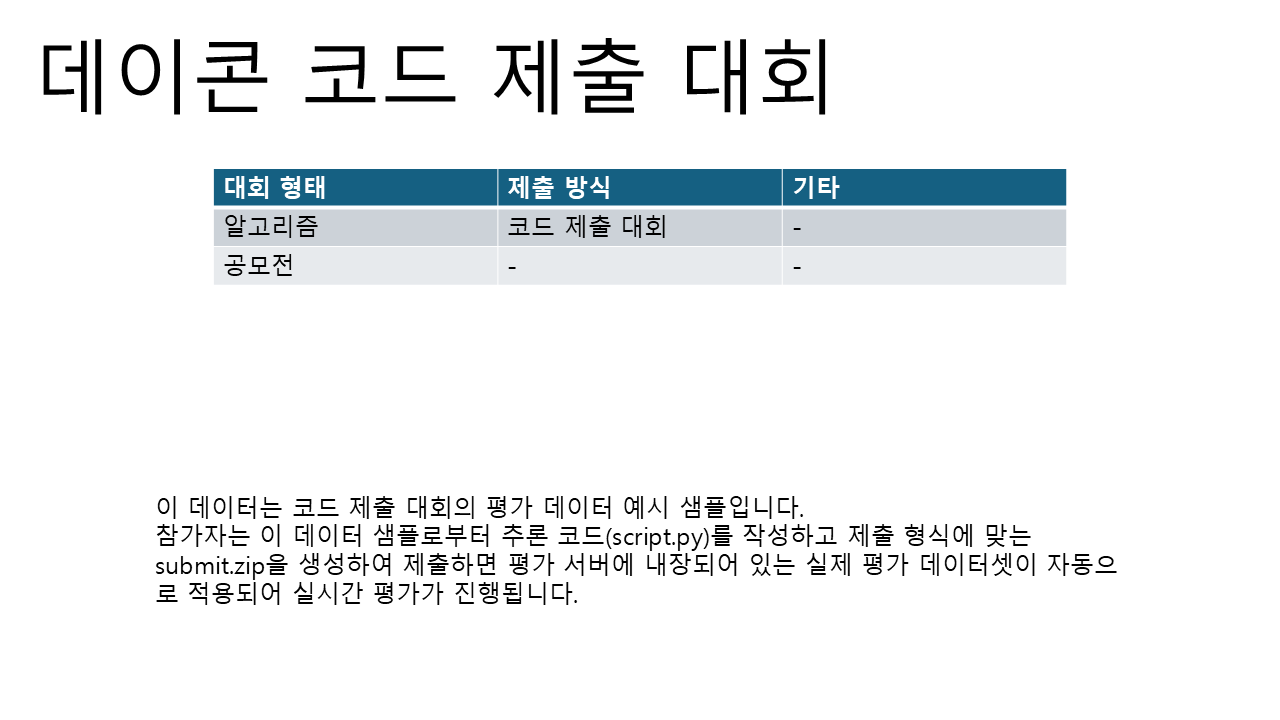 데이콘 코드 제출 대회
대회 형태 제출 방식 기타
알고리즘 코드 제출 대회 -
공모전 - -
이 데이터는 코드 제출 대회의 평가 데이터 예시 샘플입니다.
참가자는 이 데이터 샘플로부터 추론 코드(script.py)를 작성하고 제출 형식에 맞는
submit.zip을 생성하여 제출하면 평가 서버에 내장되어 있는 실제 평가 데이터셋이 자동으
로 적용되어 실시간 평가가 진행됩니다.